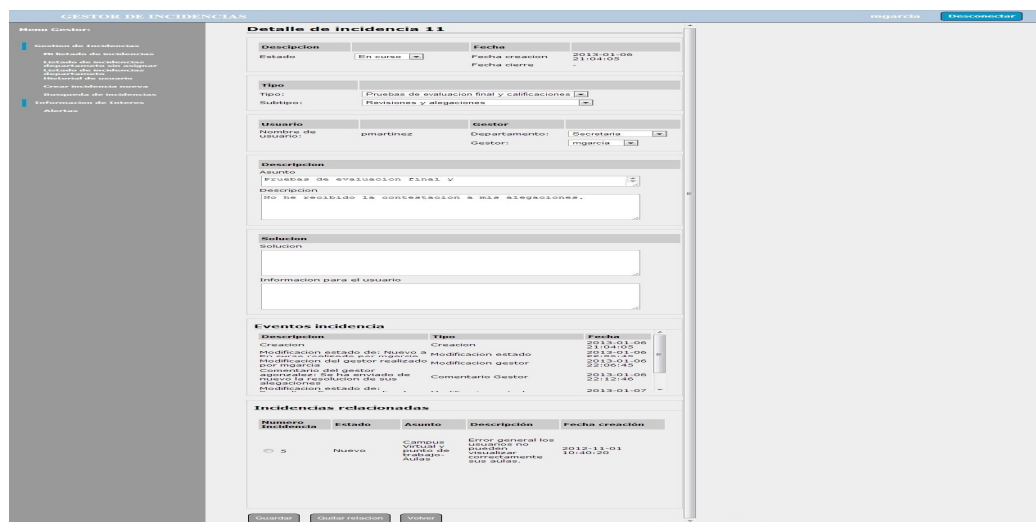 GESTOR DE INCIDENCIAS
mgarcia
Desconectar
Menu Gestor:
Gestion de Incidencias
Mi listado de incidencias
Listado de incidencias departamento sin asignar
Listado de incidencias departamento
Historial de usuario
Crear incidencia nueva
Busqueda de incidencias
Informacion de Interes
Alertas
Detalle de incidencia 11
Descipcion Fecha
Estado En curso Fecha creacion 2013-01-06 21:04:05
Fecha cierre -
Tipo
Tipo: Pruebas de evaluacion final y calificaciones
Subtipo: Revisiones y alegaciones
Usuario Gestor
Nombre de usuario: pmartinez Departamento: Secretaria
Gestor: mgarcia
Descripcion
Asunto
Pruebas de evaluacion final y
Descripcion
No he recibido la contestacion a mis alegaciones.
Solucion
Solucion
Informacion para el usuario
Eventos incidencia
Descripcion Tipo Fecha
Creacion Creacion 2013-01-06 21:04:05
Modificacion estado de: Nuevo a En curso realizado por mgarcia Modificacion estado 2013-01-06
Modificacion del gestor realizado por mgarcia Modificacion gestor 2013-01-06 22:06:45
Comentario del gestor agonzalez: Se ha enviado de nuevo la resolucion de sus alegaciones Comentario Gestor 2013-01-06 22:12:46
Modificacion estado de: 2013-01-07
Incidencias relacionadas
Numero Incidencia Estado Asunto Descripción Fecha creación
5 Nuevo Campus Virtual y punto de trabajo-Aulas Error general los usuarios no pueden visualizar correctamente sus aulas. 2012-11-01 10:40:20
Guardar Quitar relacion Volver